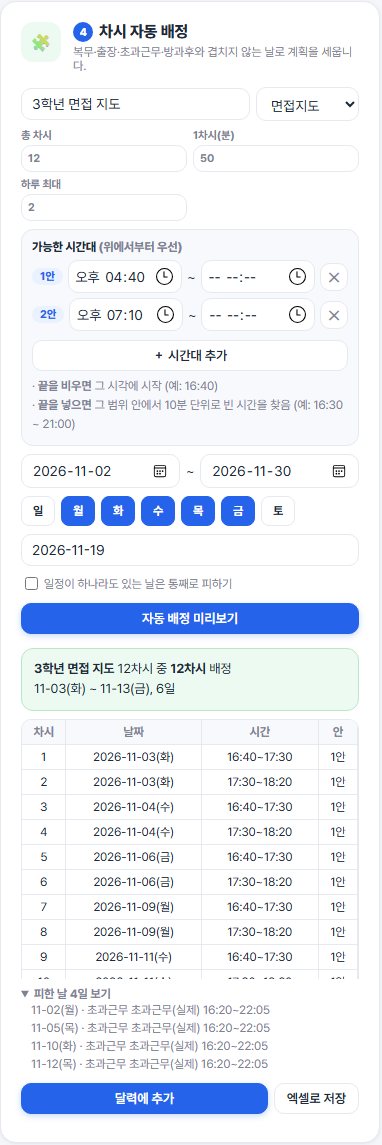 4 차시 자동 배정
복무·출장·초과근무·방과후와 겹치지 않는 날로 계획을 세웁니
다.
3학년 면접 지도 면접지도
총 차시 1차시(분)
12 50
하루 최대
2
가능한 시간대 (위에서부터 우선)
1안 오후 04:40 ~ -- --:-- ×
2안 오후 07:10 ~ -- --:-- ×
+ 시간대 추가
· 끝을 비우면 그 시각에 시작 (예: 16:40)
· 끝을 넣으면 그 범위 안에서 10분 단위로 빈 시간을 찾음 (예: 16:30
~ 21:00)
2026-11-02 ~ 2026-11-30
일 월 화 수 목 금 토
2026-11-19
일정이 하나라도 있는 날은 통째로 피하기
자동 배정 미리보기
3학년 면접 지도 12차시 중 12차시 배정
11-03(화) ~ 11-13(금), 6일
차시 날짜 시간 안
1 2026-11-03(화) 16:40~17:30 1안
2 2026-11-03(화) 17:30~18:20 1안
3 2026-11-04(수) 16:40~17:30 1안
4 2026-11-04(수) 17:30~18:20 1안
5 2026-11-06(금) 16:40~17:30 1안
6 2026-11-06(금) 17:30~18:20 1안
7 2026-11-09(월) 16:40~17:30 1안
8 2026-11-09(월) 17:30~18:20 1안
9 2026-11-11(수) 16:40~17:30 1안
▼ 피한 날 4일 보기
11-02(월) · 초과근무 초과근무(실제) 16:20~22:05
11-05(목) · 초과근무 초과근무(실제) 16:20~22:05
11-10(화) · 초과근무 초과근무(실제) 16:20~22:05
11-12(목) · 초과근무 초과근무(실제) 16:20~22:05
달력에 추가 엑셀로 저장